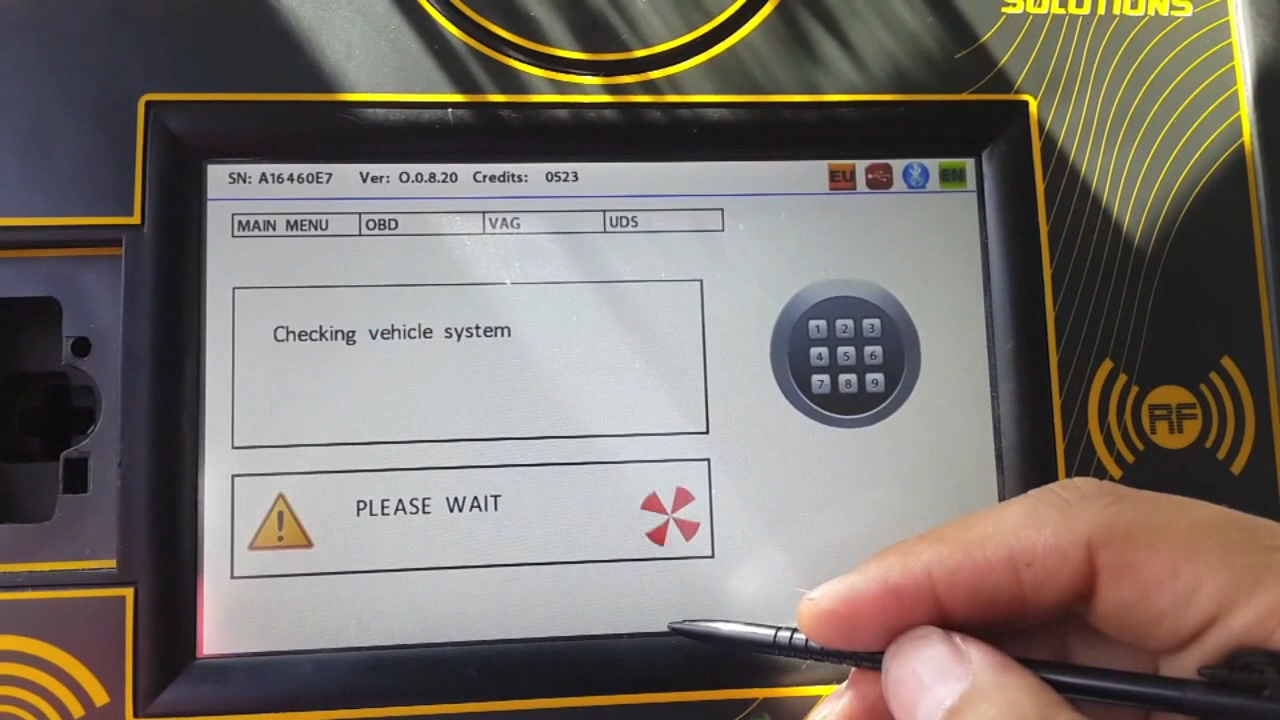 SOLUTIONS
SN: A16460E7 Ver: O.0.8.20 Credits: 0523 EU EN
MAIN MENU OBD VAG UDS
Checking vehicle system
1 2 3
4 5 6
7 8 9
RF
PLEASE WAIT